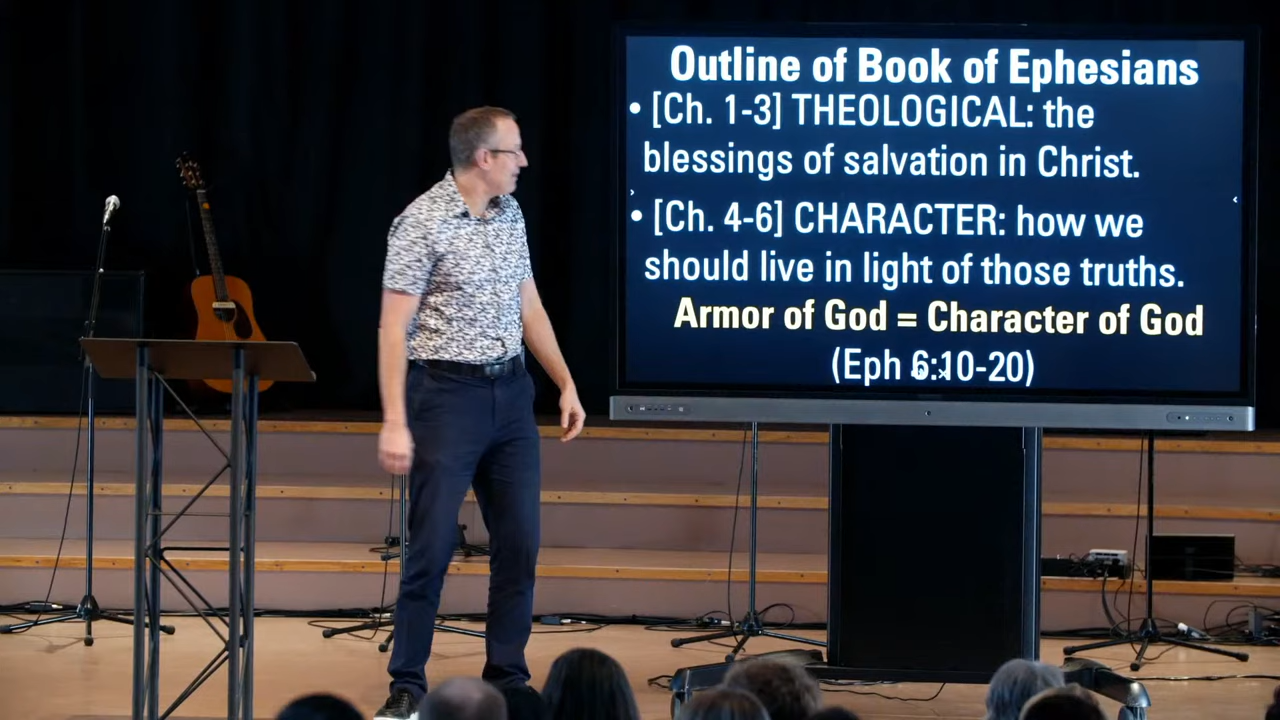 Outline of Book of Ephesians
• [Ch. 1-3] THEOLOGICAL: the
blessings of salvation in Christ.
• [Ch. 4-6] CHARACTER: how we
should live in light of those truths.
Armor of God = Character of God
(Eph 6:10-20)